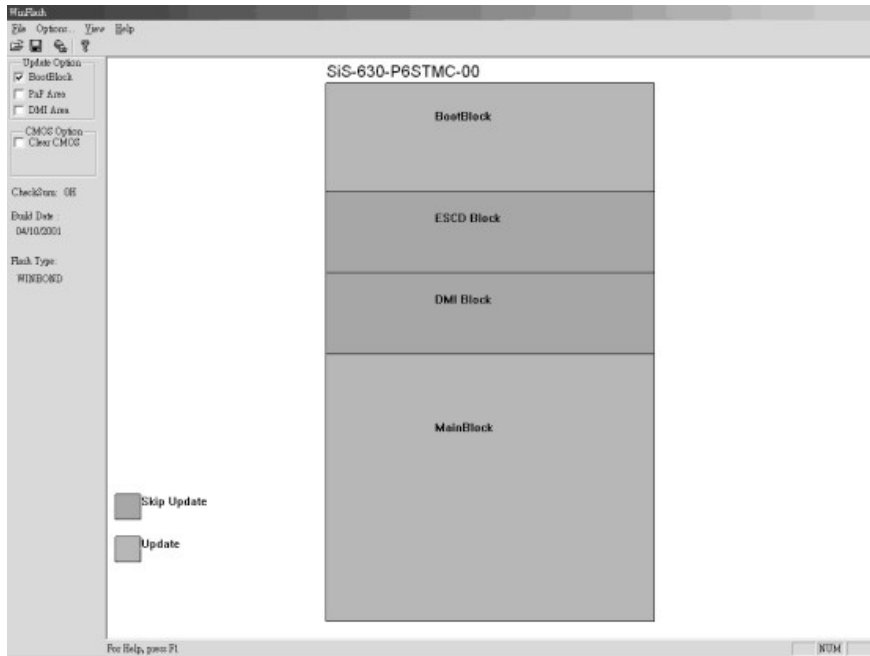 WinFlash
File Options... View Help
Update Option
BootBlock
PnP Area
DMI Area
CMOS Option
Clear CMOS
CheckSum: 0H
Build Date :
04/10/2001
Flash Type:
WINBOND
SiS-630-P6STMC-00
BootBlock
ESCD Block
DMI Block
MainBlock
Skip Update
Update
For Help, press F1
NUM